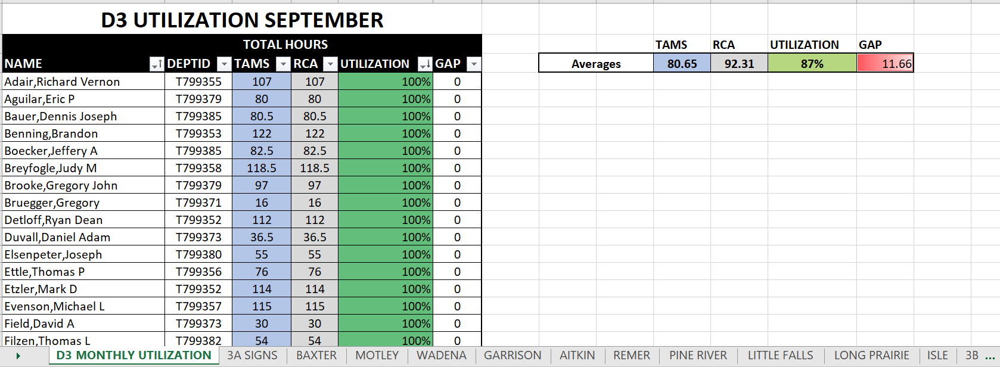 D3 UTILIZATION SEPTEMBER
TOTAL HOURS TAMS RCA UTILIZATION GAP
NAME DEPTID TAMS RCA UTILIZATION GAP Averages 80.65 92.31 87% 11.66
Adair,Richard Vernon T799355 107 107 100% 0
Aguilar,Eric P T799379 80 80 100% 0
Bauer,Dennis Joseph T799385 80.5 80.5 100% 0
Benning,Brandon T799353 122 122 100% 0
Boecker,Jeffery A T799385 82.5 82.5 100% 0
Breyfogle,Judy M T799358 118.5 118.5 100% 0
Brooke,Gregory John T799379 97 97 100% 0
Bruegger,Gregory T799371 16 16 100% 0
Detloff,Ryan Dean T799352 112 112 100% 0
Duvall,Daniel Adam T799373 36.5 36.5 100% 0
Elsenpeter,Joseph T799380 55 55 100% 0
Ettle,Thomas P T799356 76 76 100% 0
Etzler,Mark D T799352 114 114 100% 0
Evenson,Michael L T799357 115 115 100% 0
Field,David A T799373 30 30 100% 0
Filzen,Thomas L T799382 54 54 100% 0
D3 MONTHLY UTILIZATION 3A SIGNS BAXTER MOTLEY WADENA GARRISON AITKIN REMER PINE RIVER LITTLE FALLS LONG PRAIRIE ISLE 3B ...